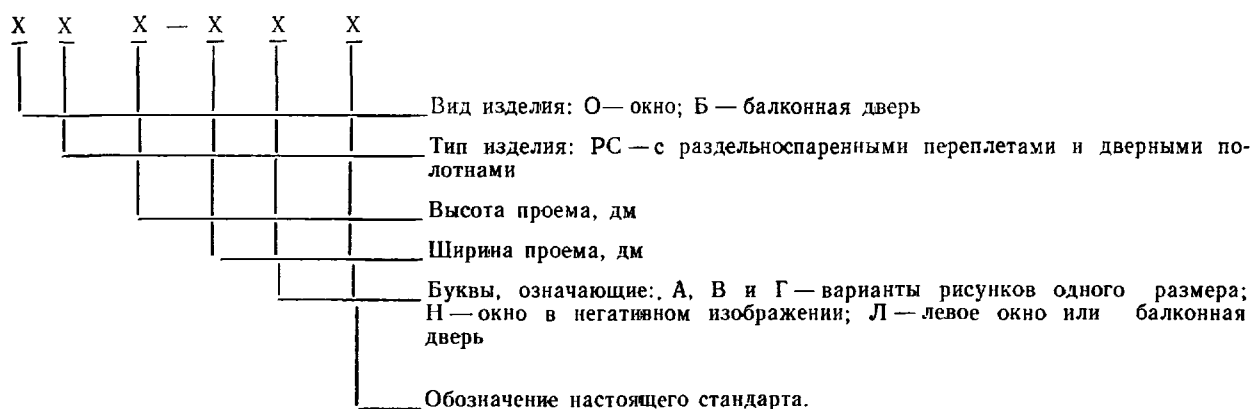 Х Х Х — Х Х Х
Вид изделия: О— окно; Б — балконная дверь
Тип изделия: РС — с раздельноспаренными переплетами и дверными по-
лотнами
Высота проема, дм
Ширина проема, дм
Буквы, означающие:. А, В и Г — варианты рисунков одного размера;
Н — окно в негативном изображении; Л — левое окно или балконная
дверь
Обозначение настоящего стандарта.